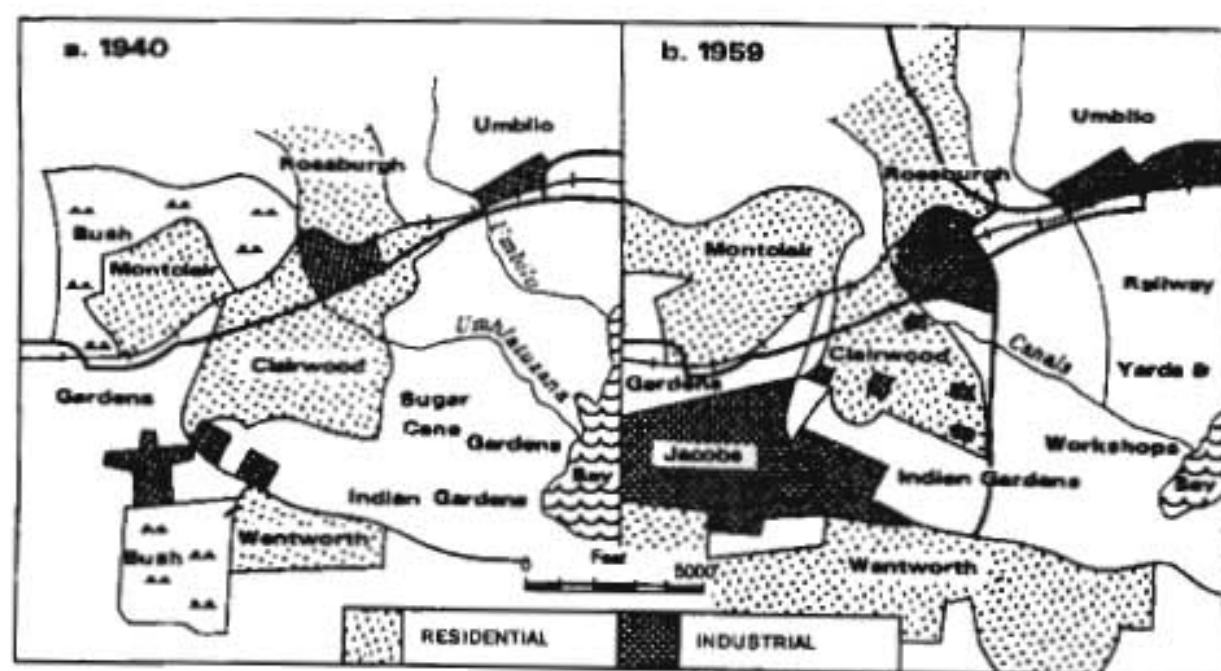 a. 1940
Umbilo
Rossburgh
Bush
Montclair
Umbilo
Umhlatuzana
Clairwood
Gardens
Sugar
Cane
Gardens
Bay
Indian Gardens
Wentworth
Bush
b. 1959
Umbilo
Rossburgh
Montclair
Railway
Clairwood
Canals
Yards &
Gardens
Workshops
Jacobs
Indian Gardens
Bay
Wentworth
0 Feet 5000
RESIDENTIAL
INDUSTRIAL